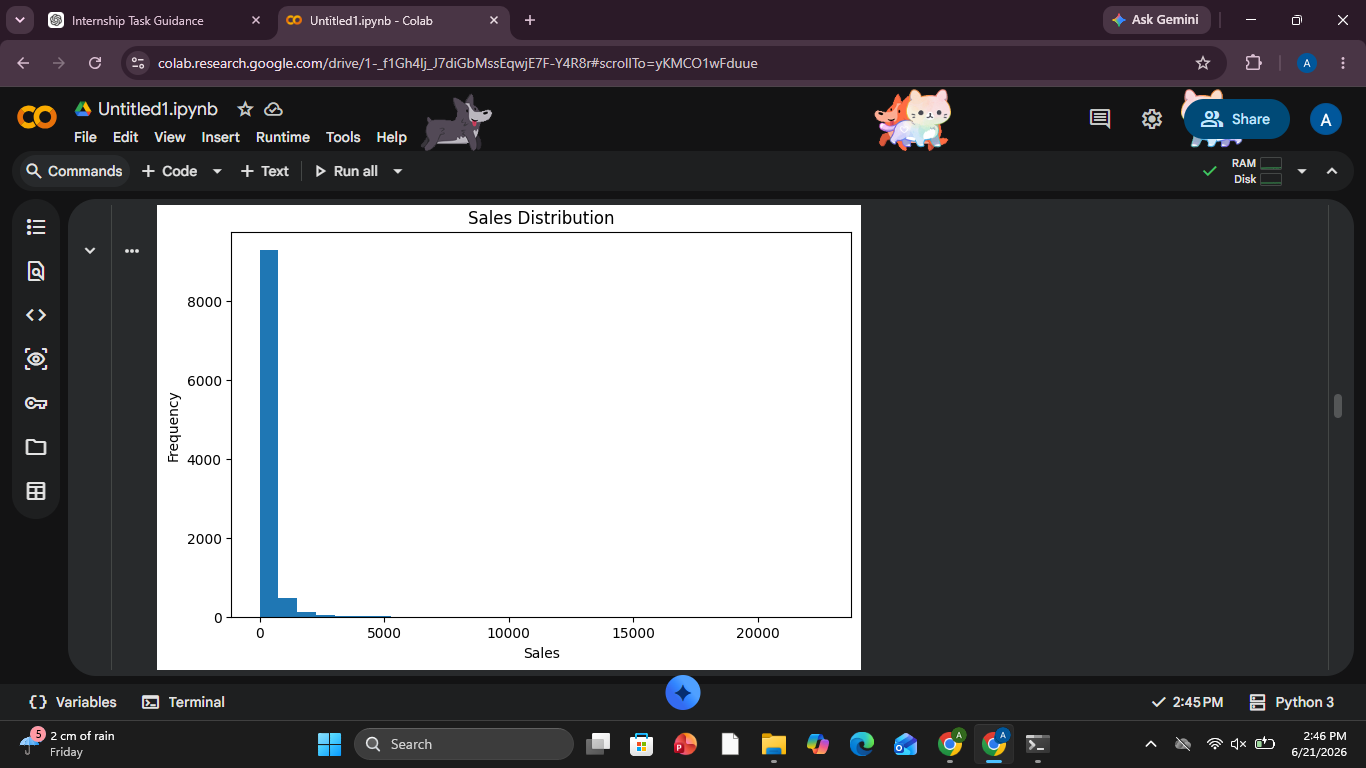 Internship Task Guidance
Untitled1.ipynb - Colab
Ask Gemini
colab.research.google.com/drive/1-_f1Gh4lj_J7diGbMssEqwjE7F-Y4R8r#scrollTo=yKMCO1wFduue
A
Untitled1.ipynb
File Edit View Insert Runtime Tools Help
Share
A
Commands + Code + Text Run all
RAM
Disk
Sales Distribution
Frequency
8000
6000
4000
2000
0
0 5000 10000 15000 20000
Sales
Variables Terminal
2:45 PM Python 3
5
2 cm of rain
Friday
Search
P
A
A
2:46 PM
6/21/2026